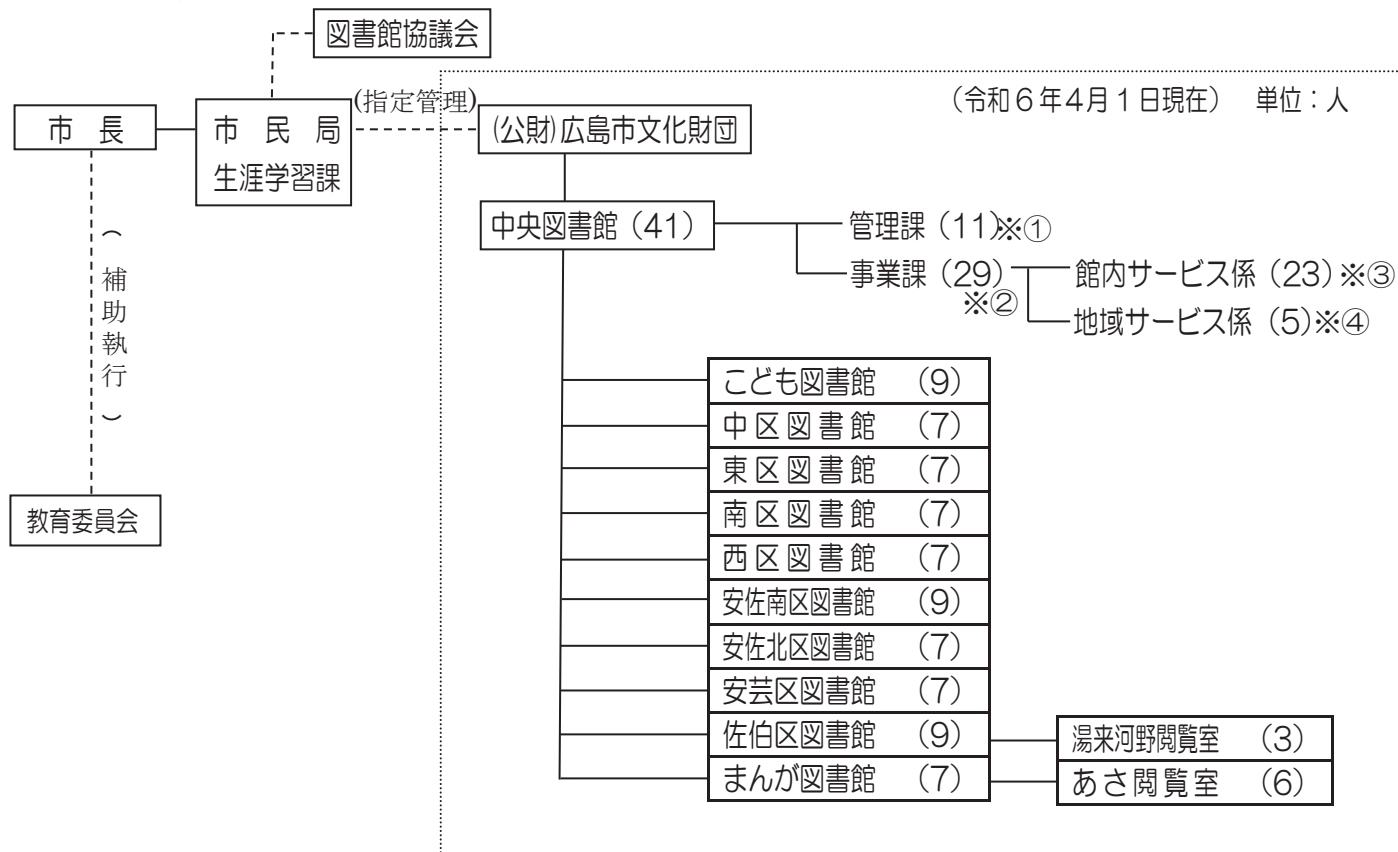 図書館協議会
(指定管理)
(令和6年4月1日現在) 単位:人
市 長
市 民 局
生涯学習課
(公財)広島市文化財団
中央図書館(41)
管理課(11)※①
事業課(29)
※②
館内サービス係(23)※③
地域サービス係(5)※④
(補助執行)
教育委員会
こども図書館 (9)
中区図書館 (7)
東区図書館 (7)
南区図書館 (7)
西区図書館 (7)
安佐南区図書館 (9)
安佐北区図書館 (7)
安芸区図書館 (7)
佐伯区図書館 (9)
湯来河野閲覧室 (3)
まんが図書館 (7)
あさ閲覧室 (6)